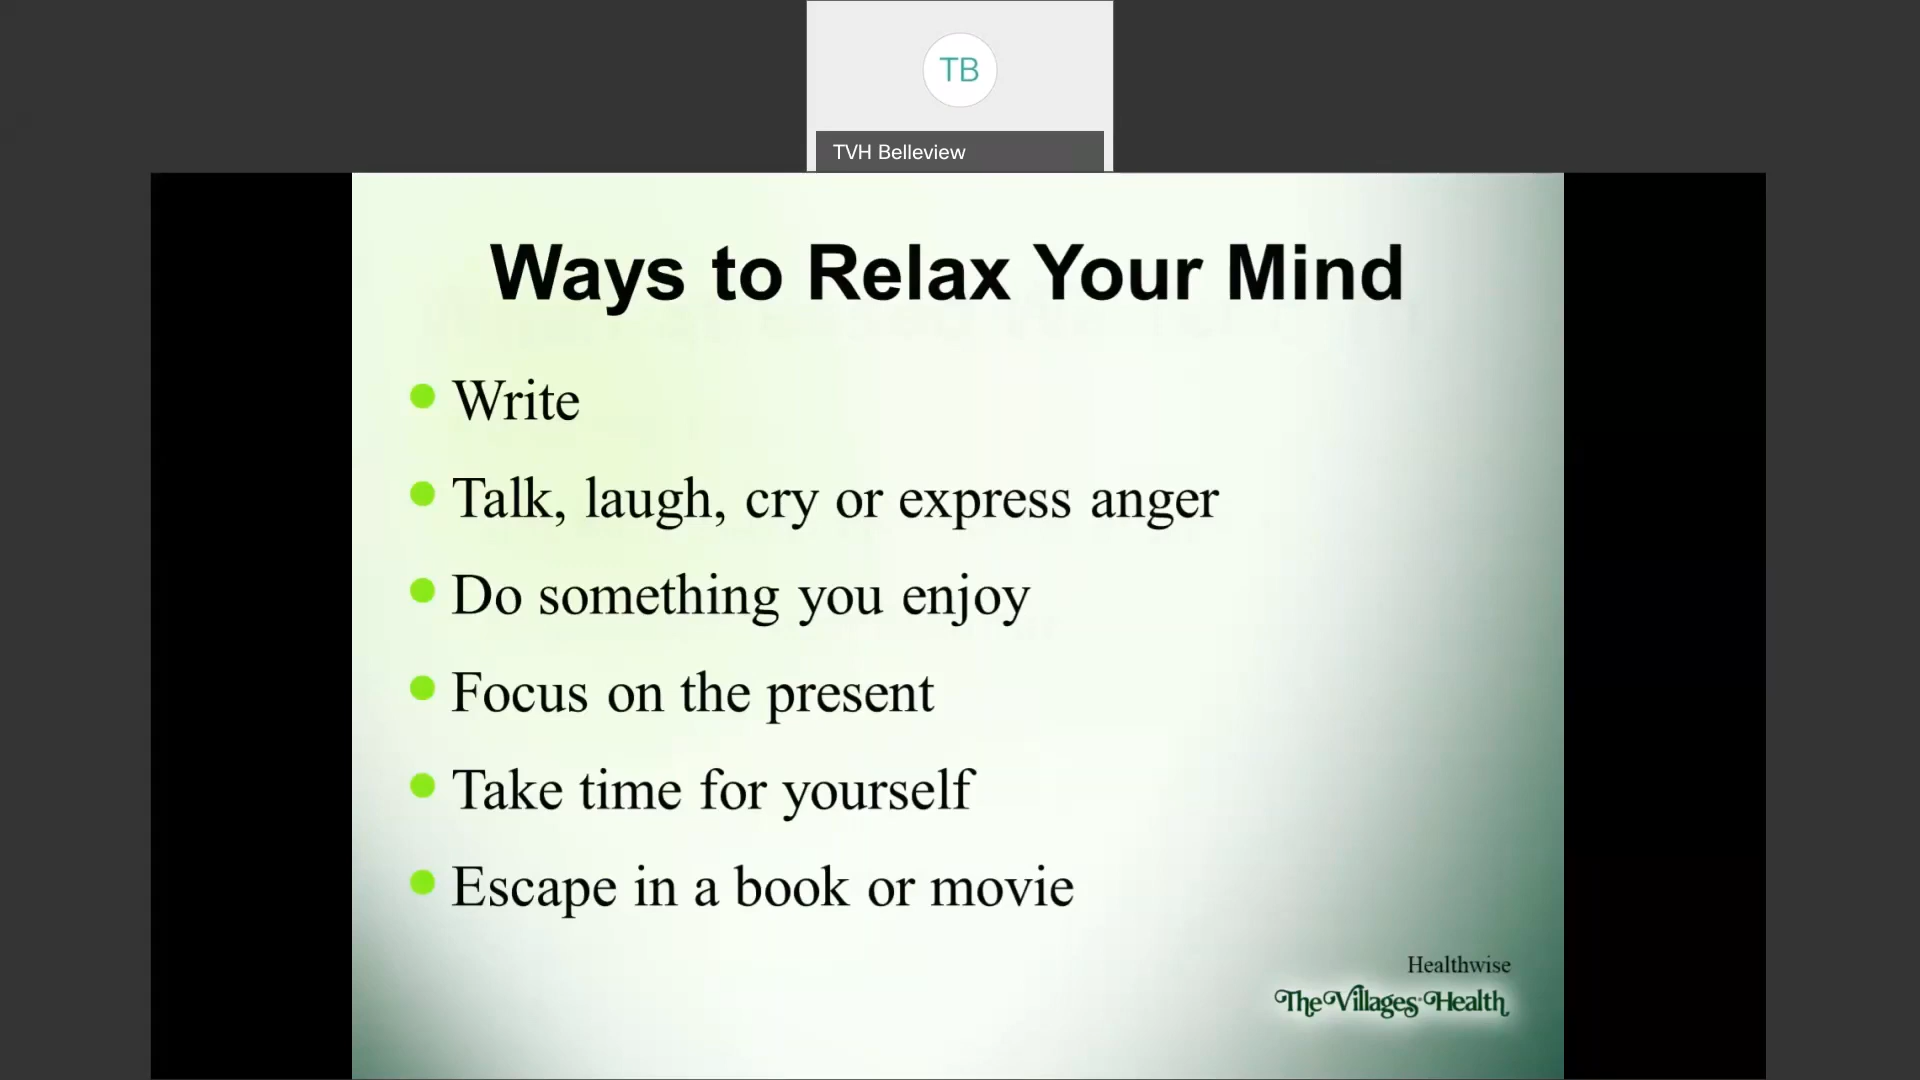 TB
TVH Belleview
Ways to Relax Your Mind
Write
Talk, laugh, cry or express anger
Do something you enjoy
Focus on the present
Take time for yourself
Escape in a book or movie
Healthwise
The Villages Health